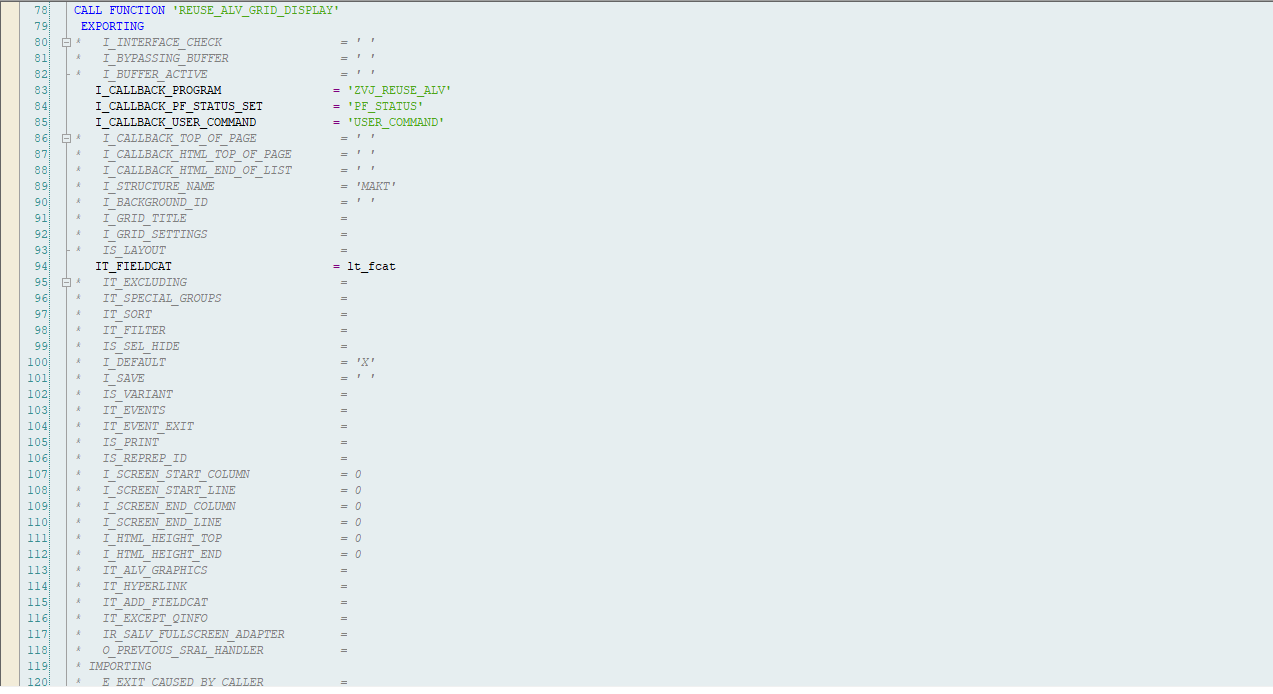 78 CALL FUNCTION 'REUSE_ALV_GRID_DISPLAY'
79 EXPORTING
80 * I_INTERFACE_CHECK = ' '
81 * I_BYPASSING_BUFFER = ' '
82 * I_BUFFER_ACTIVE = ' '
83 I_CALLBACK_PROGRAM = 'ZVJ_REUSE_ALV'
84 I_CALLBACK_PF_STATUS_SET = 'PF_STATUS'
85 I_CALLBACK_USER_COMMAND = 'USER_COMMAND'
86 * I_CALLBACK_TOP_OF_PAGE = ' '
87 * I_CALLBACK_HTML_TOP_OF_PAGE = ' '
88 * I_CALLBACK_HTML_END_OF_LIST = ' '
89 * I_STRUCTURE_NAME = 'MAKT'
90 * I_BACKGROUND_ID = ' '
91 * I_GRID_TITLE =
92 * I_GRID_SETTINGS =
93 * IS_LAYOUT =
94 IT_FIELDCAT = lt_fcat
95 * IT_EXCLUDING =
96 * IT_SPECIAL_GROUPS =
97 * IT_SORT =
98 * IT_FILTER =
99 * IS_SEL_HIDE =
100 * I_DEFAULT = 'X'
101 * I_SAVE = ' '
102 * IS_VARIANT =
103 * IT_EVENTS =
104 * IT_EVENT_EXIT =
105 * IS_PRINT =
106 * IS_REPREP_ID =
107 * I_SCREEN_START_COLUMN = 0
108 * I_SCREEN_START_LINE = 0
109 * I_SCREEN_END_COLUMN = 0
110 * I_SCREEN_END_LINE = 0
111 * I_HTML_HEIGHT_TOP = 0
112 * I_HTML_HEIGHT_END = 0
113 * IT_ALV_GRAPHICS =
114 * IT_HYPERLINK =
115 * IT_ADD_FIELDCAT =
116 * IT_EXCEPT_QINFO =
117 * IR_SALV_FULLSCREEN_ADAPTER =
118 * O_PREVIOUS_SRAL_HANDLER =
119 * IMPORTING
120 * E_EXIT_CAUSED_BY_CALLER =